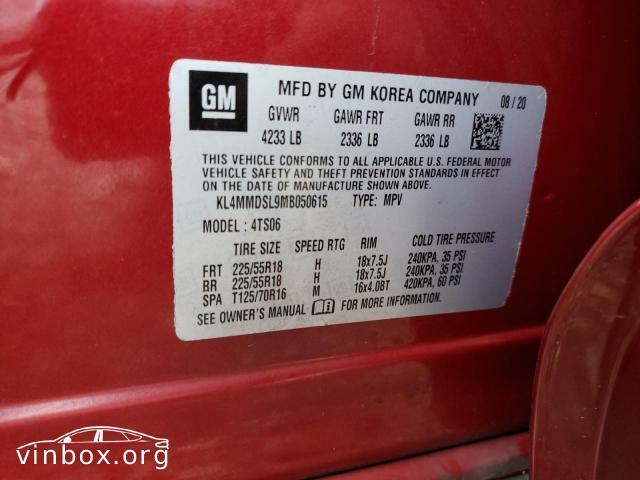 GM MFD BY GM KOREA COMPANY 08 / 20
GVWR GAWR FRT GAWR RR
4233 LB 2336 LB 2336 LB
THIS VEHICLE CONFORMS TO ALL APPLICABLE U.S. FEDERAL MOTOR
VEHICLE SAFETY AND THEFT PREVENTION STANDARDS IN EFFECT
ON THE DATE OF MANUFACTURE SHOWN ABOVE.
KL4MMDSL9MB050615 TYPE: MPV
MODEL: 4TS06
TIRE SIZE SPEED RTG RIM COLD TIRE PRESSURE
FRT 225/55R18 H 18x7.5J 240KPA, 35 PSI
RR 225/55R18 H 18x7.5J 240KPA, 35 PSI
SPA T125/70R16 M 16x4.0BT 420KPA, 60 PSI
SEE OWNER'S MANUAL FOR MORE INFORMATION.
vinbox.org